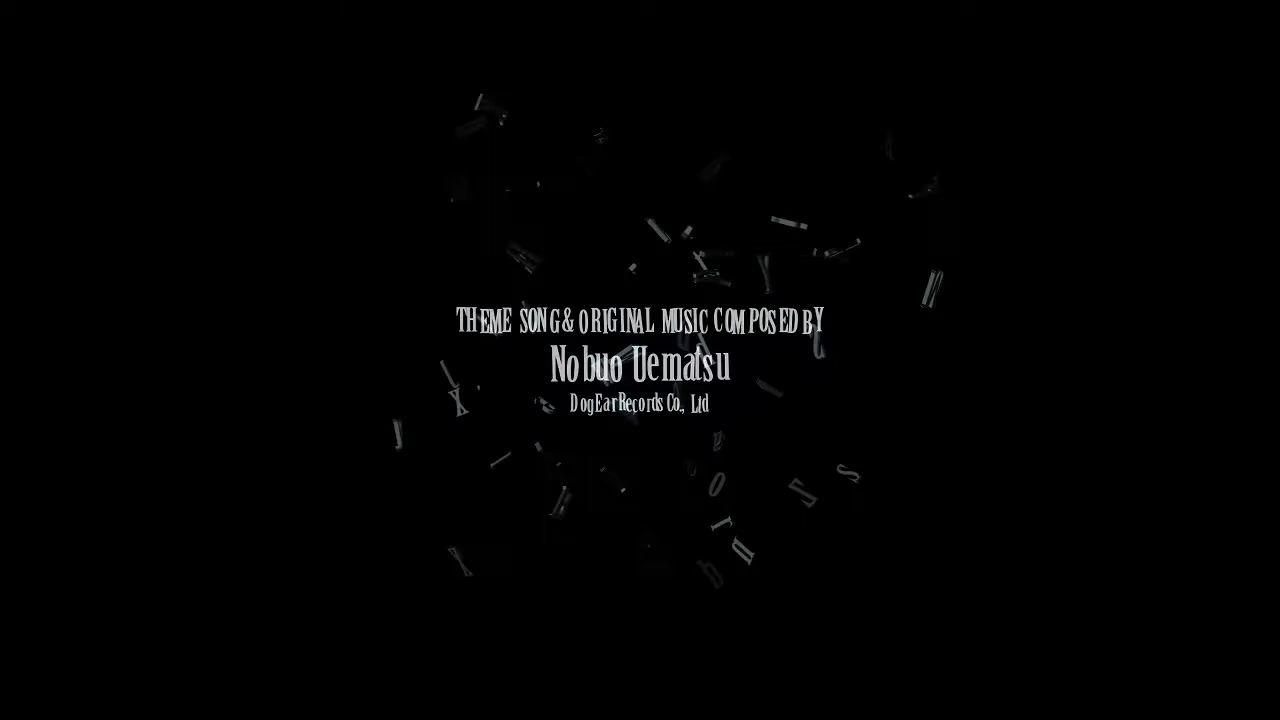 THEME SONG & ORIGINAL MUSIC COMPOSED BY
Nobuo Uematsu
DogEarRecords Co., Ltd